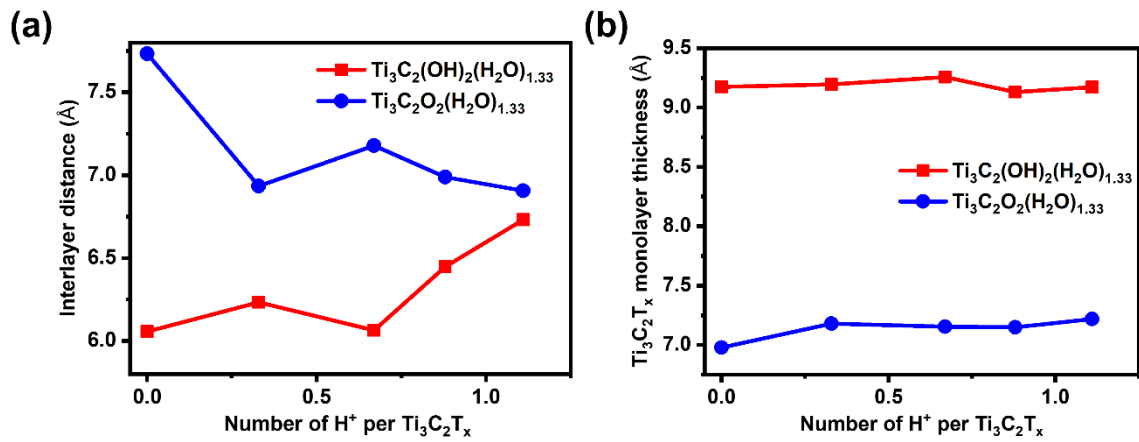 (a)
Interlayer distance (Å)
7.5
7.0
6.5
6.0
Ti₃C₂(OH)₂(H₂O)₁.₃₃
Ti₃C₂O₂(H₂O)₁.₃₃
0.0 0.5 1.0
Number of H⁺ per Ti₃C₂Tₓ
(b)
Ti₃C₂Tₓ monolayer thickness (Å)
9.5
9.0
8.5
8.0
7.5
7.0
Ti₃C₂(OH)₂(H₂O)₁.₃₃
Ti₃C₂O₂(H₂O)₁.₃₃
0.0 0.5 1.0
Number of H⁺ per Ti₃C₂Tₓ